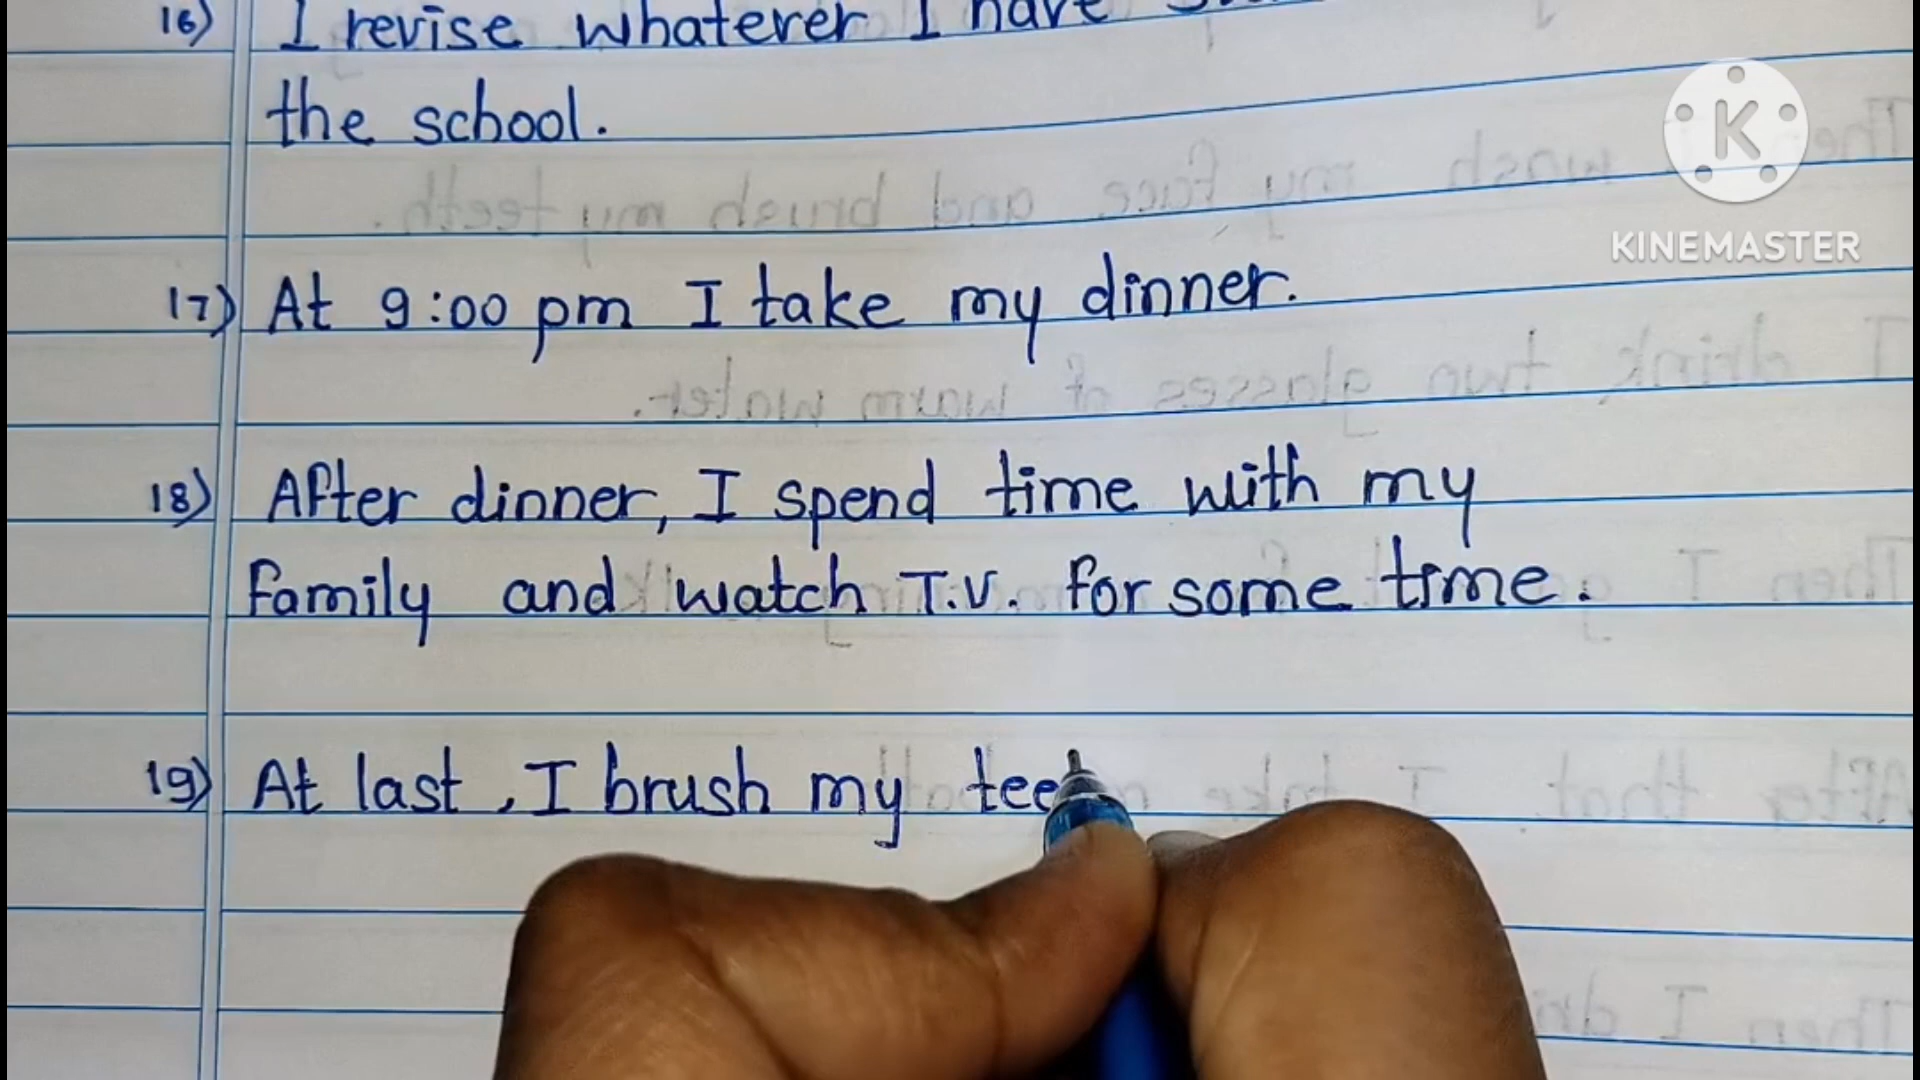 16) I revise whatever I have
the school.
17) At 9:00 pm I take my dinner.
18) After dinner, I spend time with my
family and watch T.V. for some time.
19) At last, I brush my tee
K
KINEMASTER